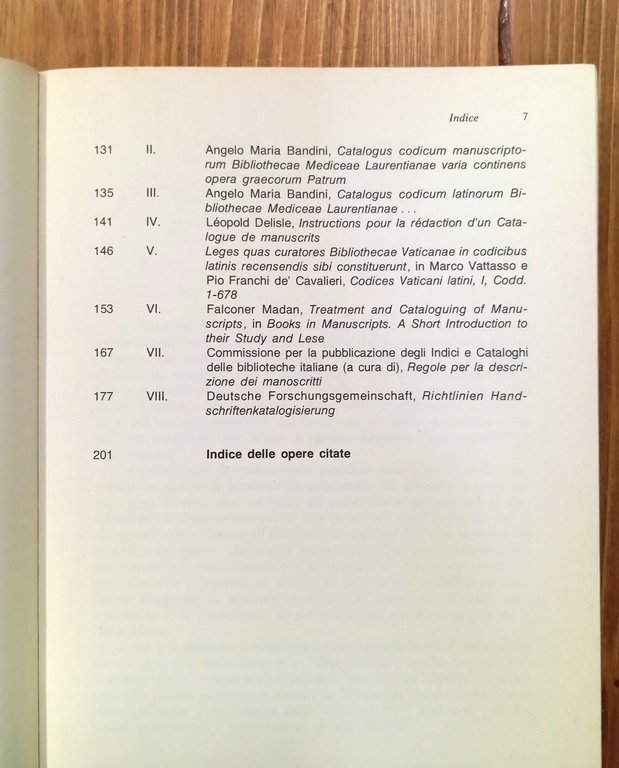 Indice 7
131 II. Angelo Maria Bandini, Catalogus codicum manuscripto-
rum Bibliothecae Mediceae Laurentianae varia continens
opera graecorum Patrum
135 III. Angelo Maria Bandini, Catalogus codicum latinorum Bi-
bliothecae Mediceae Laurentianae ...
141 IV. Léopold Delisle, Instructions pour la rédaction d'un Cata-
logue de manuscrits
146 V. Leges quas curatores Bibliothecae Vaticanae in codicibus
latinis recensendis sibi constituerunt, in Marco Vattasso e
Pio Franchi de' Cavalieri, Codices Vaticani latini, I, Codd.
1-678
153 VI. Falconer Madan, Treatment and Cataloguing of Manu-
scripts, in Books in Manuscripts. A Short Introduction to
their Study and Lese
167 VII. Commissione per la pubblicazione degli Indici e Cataloghi
delle biblioteche italiane (a cura di), Regole per la descri-
zione dei manoscritti
177 VIII. Deutsche Forschungsgemeinschaft, Richtlinien Hand-
schriftenkatalogisierung
201 Indice delle opere citate